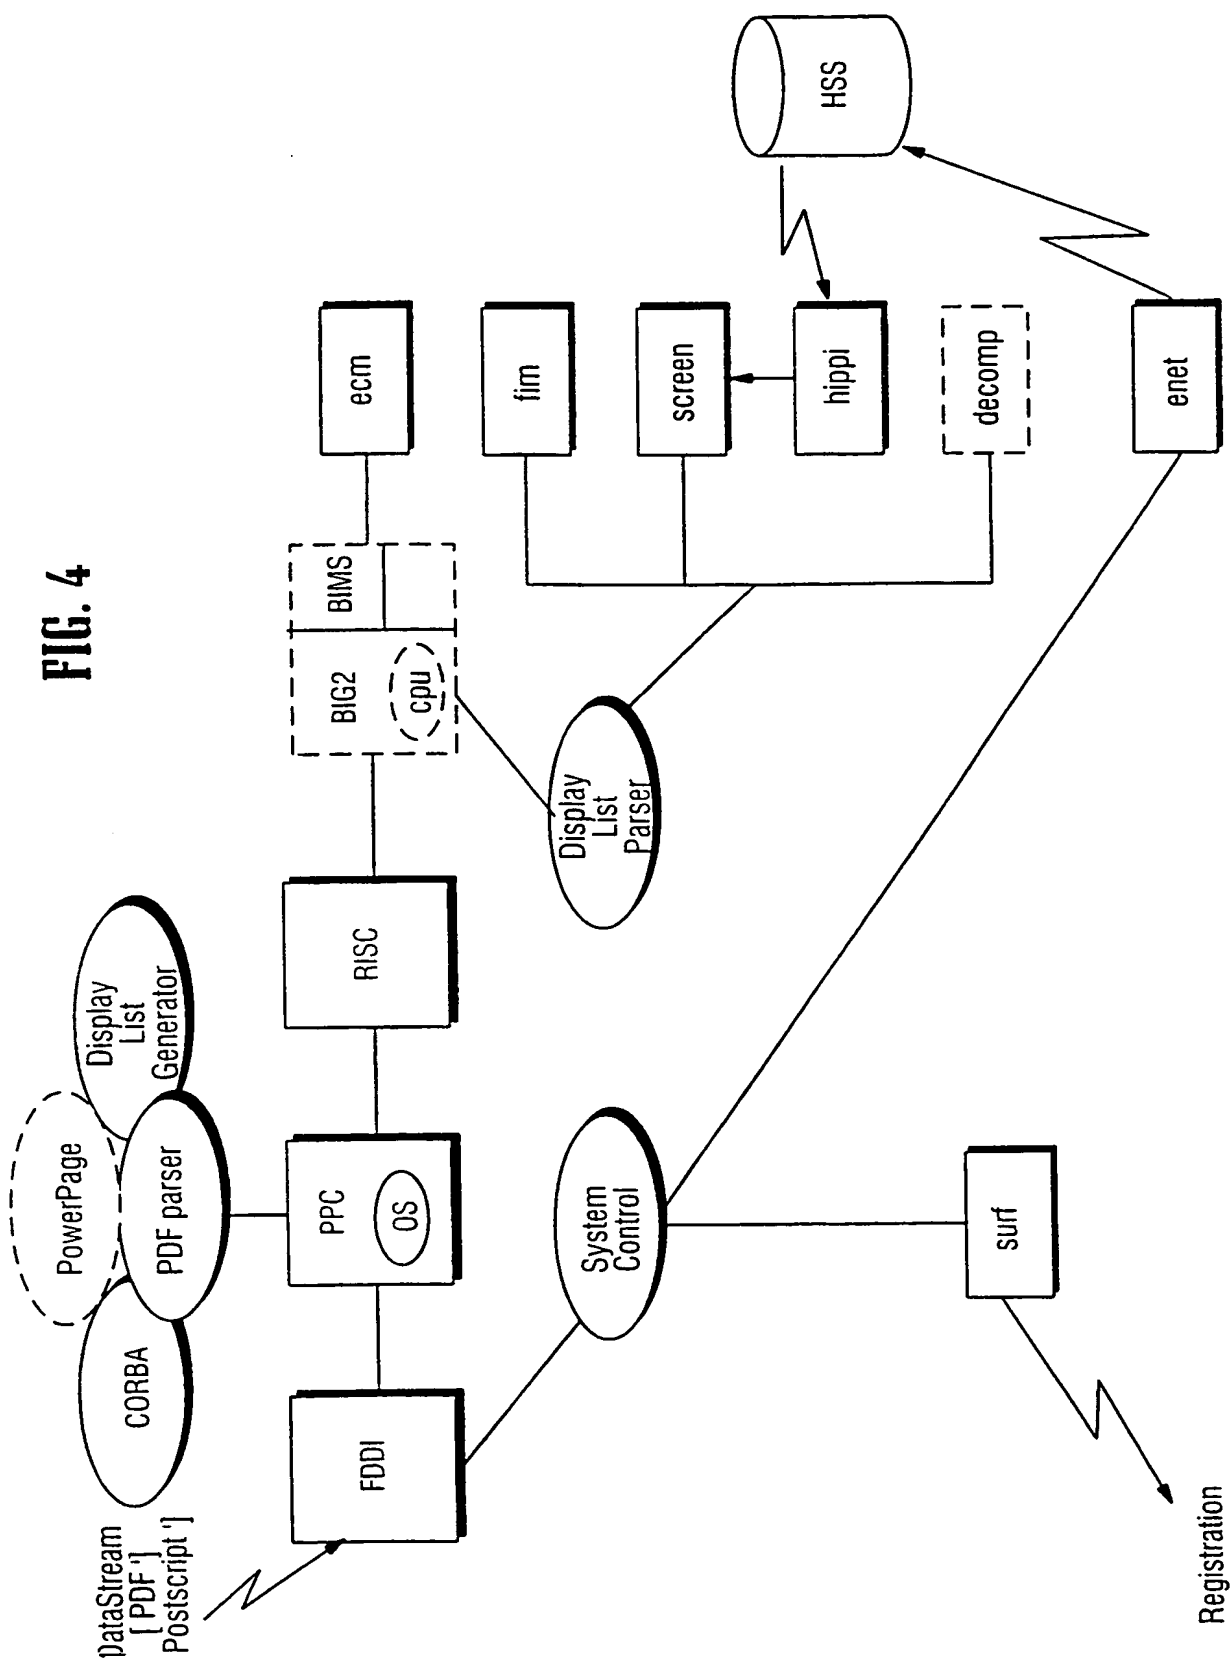 FIG. 4
DataStream
[ PDF ']
Postscript ']
CORBA
PowerPage
PDF parser
Display
List
Generator
FDDI
PPC
OS
RISC
BIG2
cpu
BIMS
ecm
System
Control
Display
List
Parser
fim
screen
hippi
decomp
enet
HSS
surf
Registration